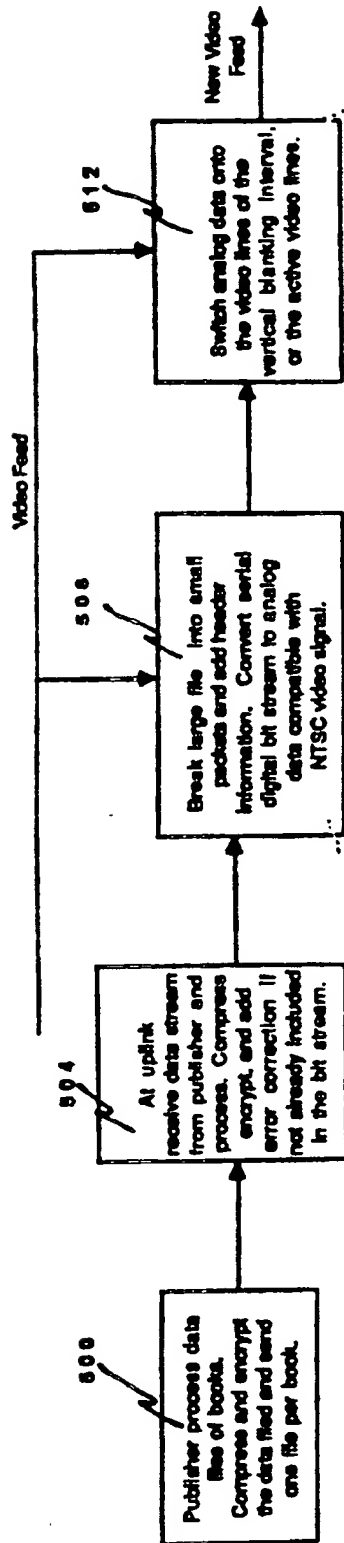 Video Feed
500
Publisher process data
files of books.
Compress and encrypt
the data filed and send
one file per book.
504
At uplink
receive data stream
from publisher and
process. Compress
encrypt, and add
error correction if
not already included
in the bit stream.
508
Break large file into small
packets and add header
information. Convert serial
digital bit stream to analog
data compatible with
NTSC video signal.
512
Switch analog data onto
the video lines of the
vertical blanking interval,
or the active video lines.
New Video
Feed